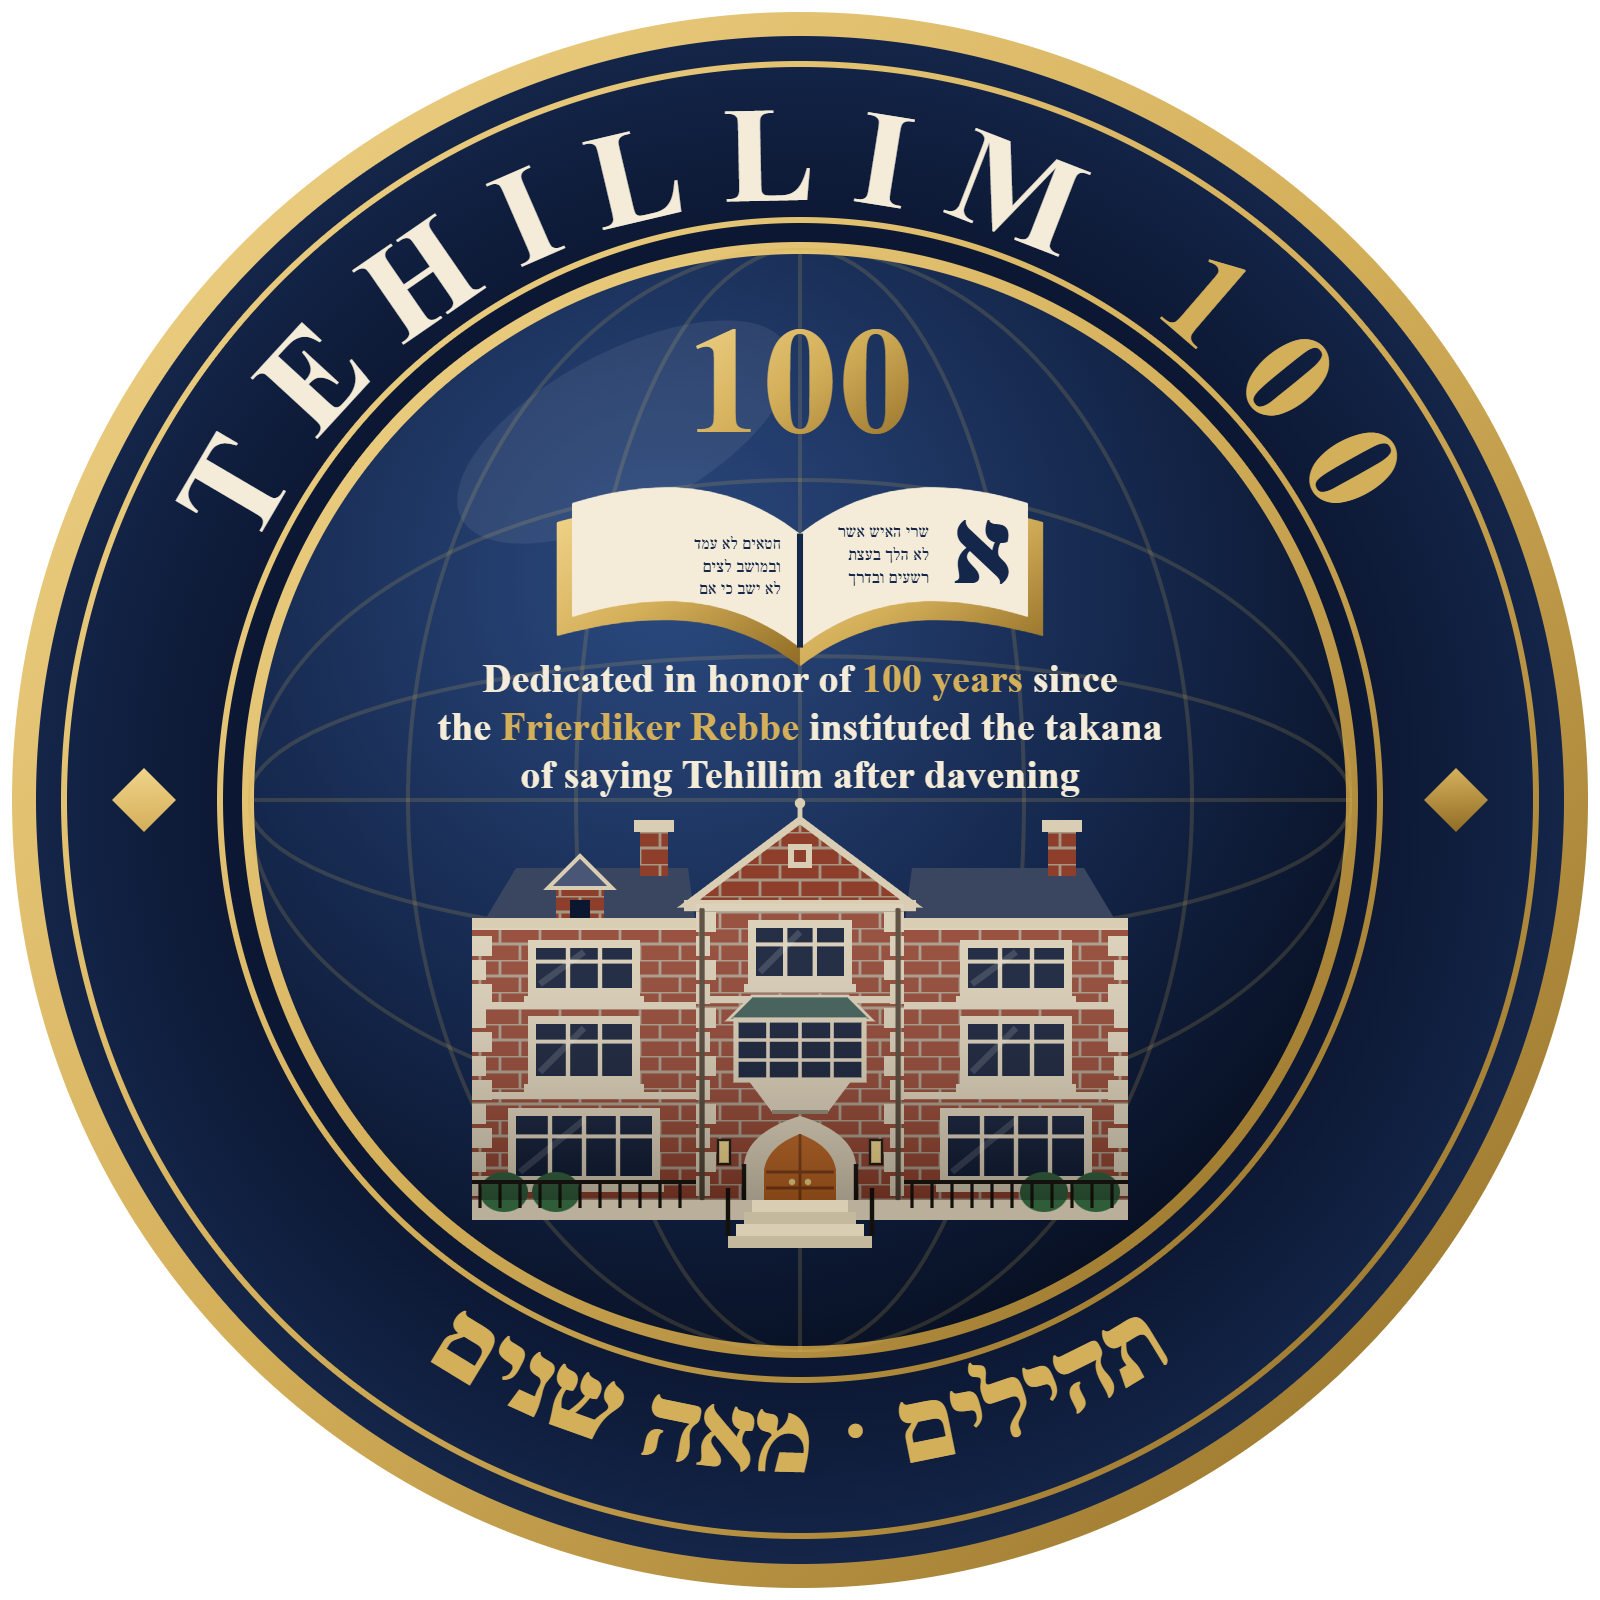 TEHILLIM 100
100
א
שרי האיש אשר
לא הלך בעצת
רשעים ובדרך
חטאים לא עמד
ובמושב לצים
לא ישב כי אם
Dedicated in honor of 100 years since
the Frierdiker Rebbe instituted the takana
of saying Tehillim after davening
תהילים · מאה שנים